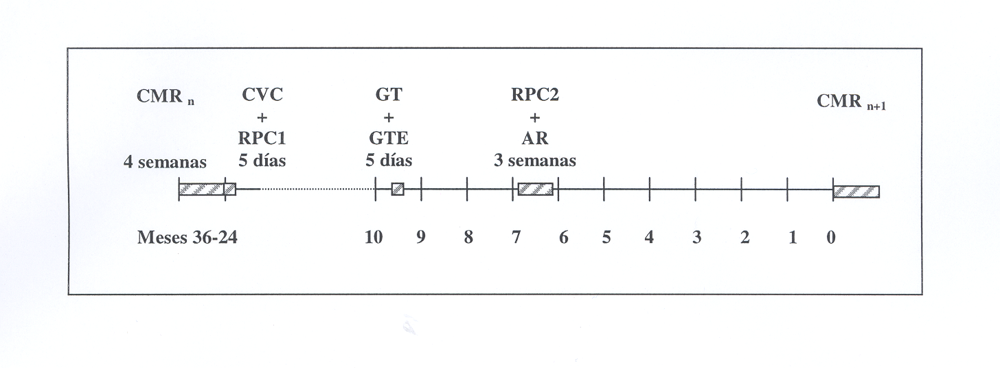 CMR n
CVC
+
RPC1
5 días
4 semanas
GT
+
GTE
5 días
RPC2
+
AR
3 semanas
CMR n+1
Meses 36-24 10 9 8 7 6 5 4 3 2 1 0